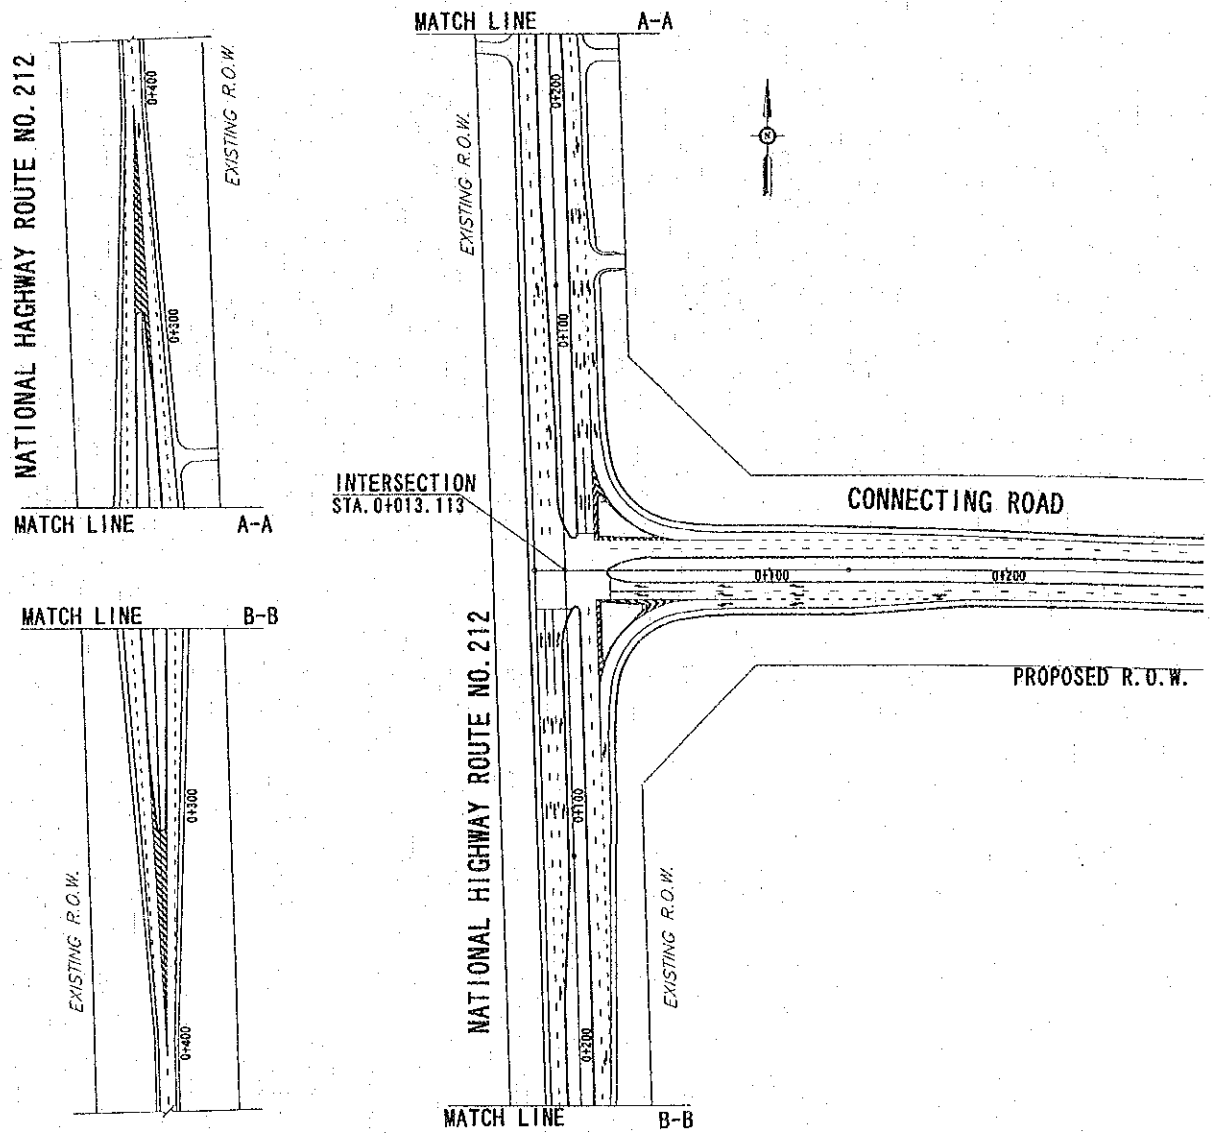 MATCH LINE A-A
NATIONAL HAGHWAY ROUTE NO. 212
0+400
EXISTING R.O.W.
0+300
MATCH LINE A-A
EXISTING R.O.W.
0+200
N
0+100
INTERSECTION
STA. 0+013.113
CONNECTING ROAD
0+100
0+200
PROPOSED R.O.W.
MATCH LINE B-B
0+300
EXISTING R.O.W.
0+400
NATIONAL HIGHWAY ROUTE NO. 212
0+100
EXISTING R.O.W.
0+200
MATCH LINE B-B